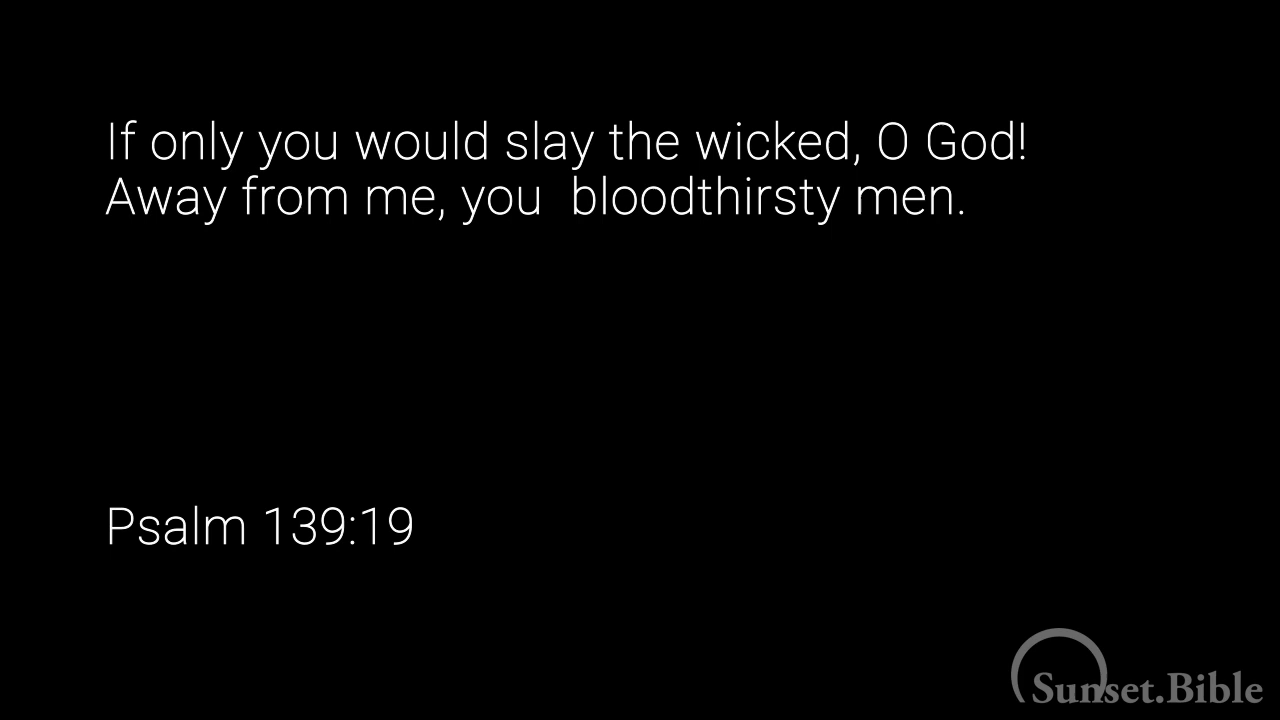 If only you would slay the wicked, O God!
Away from me, you  bloodthirsty men.
Psalm 139:19
Sunset.Bible